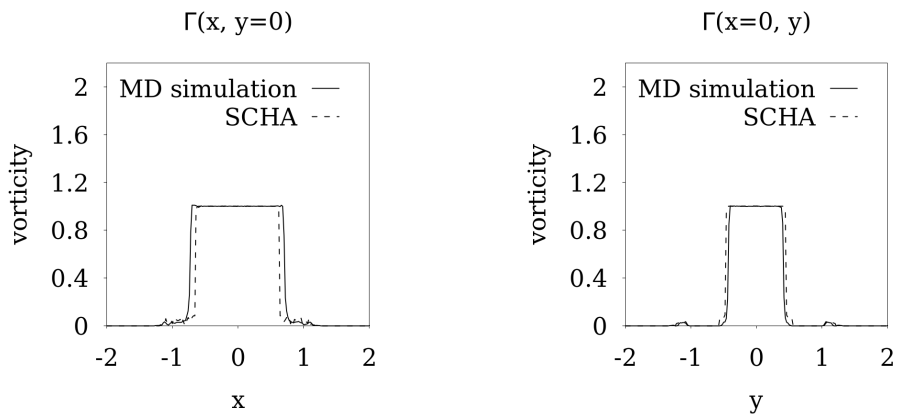 Γ(x, y=0)
vorticity
2
1.6
1.2
0.8
0.4
0
MD simulation
SCHA
-2 -1 0 1 2
x
Γ(x=0, y)
vorticity
2
1.6
1.2
0.8
0.4
0
MD simulation
SCHA
-2 -1 0 1 2
y